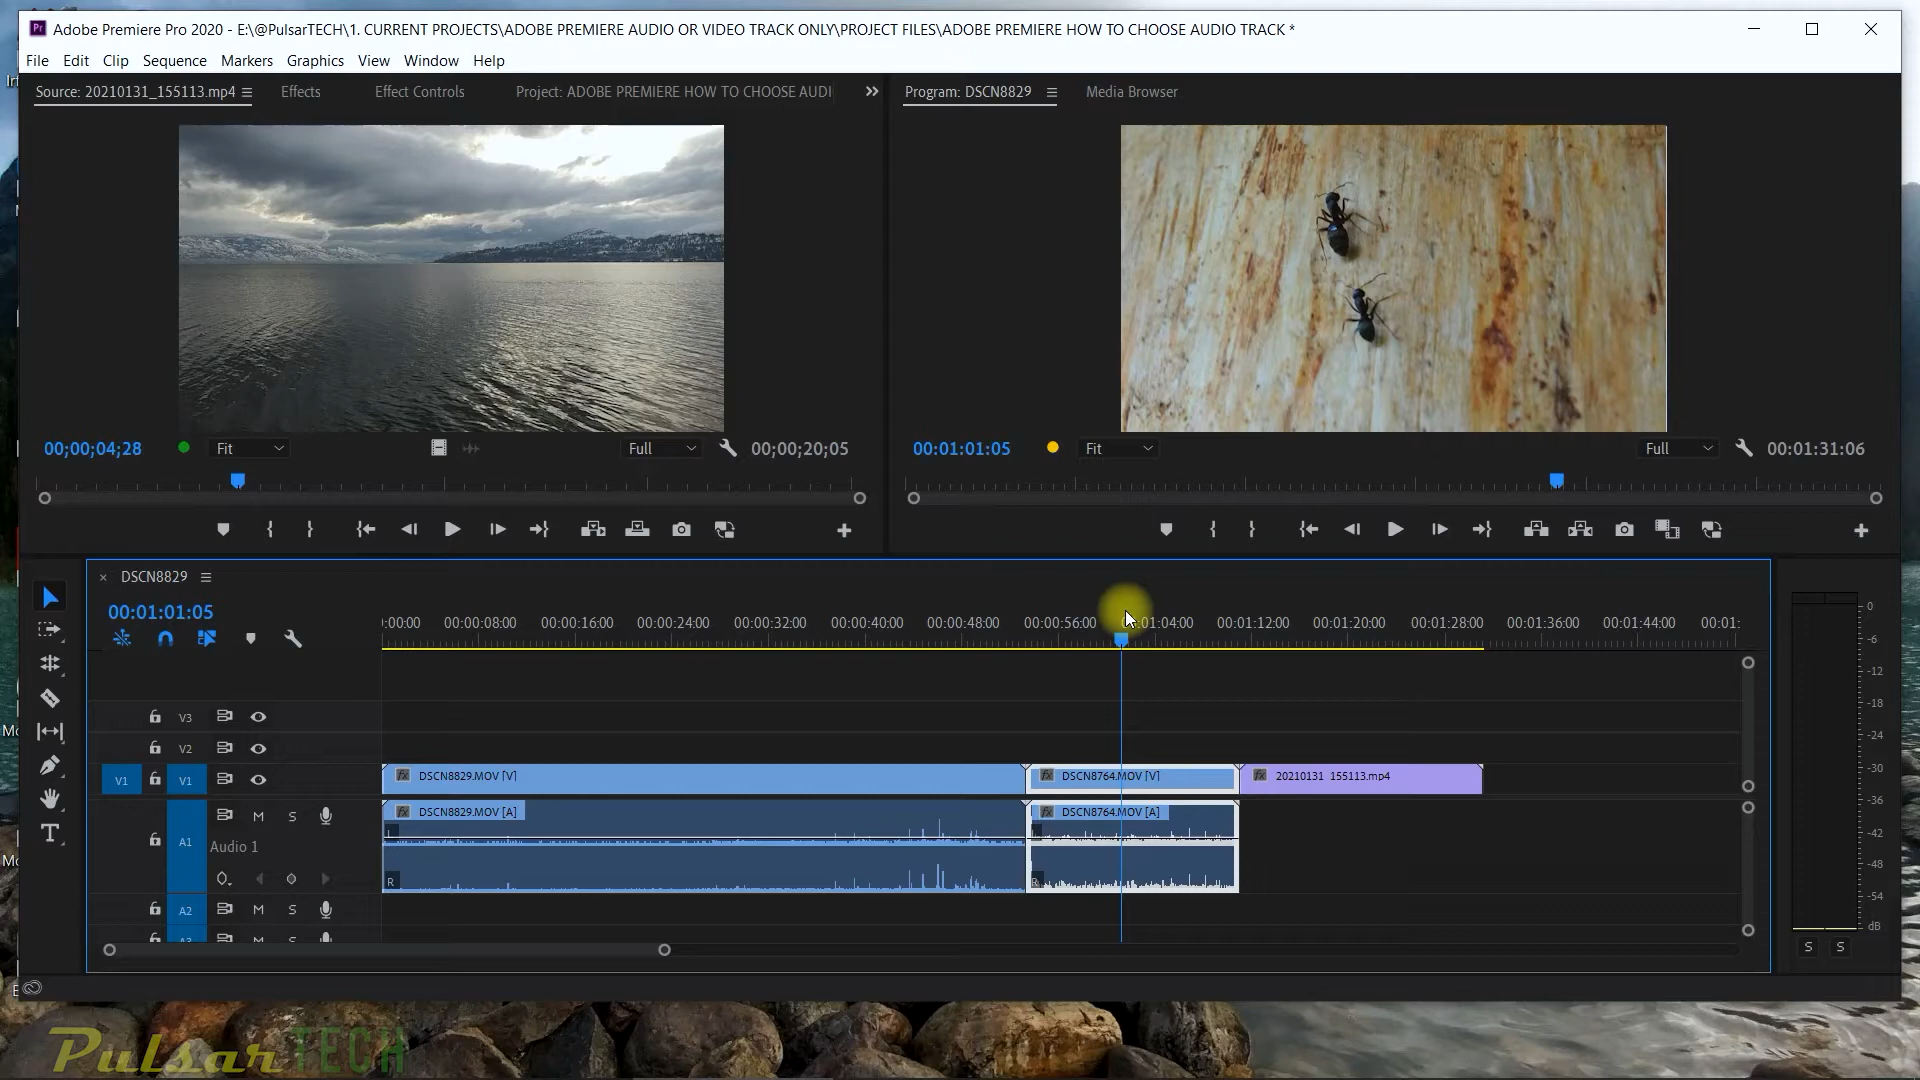 Adobe Premiere Pro 2020 - E:\@PulsarTECH\1. CURRENT PROJECTS\ADOBE PREMIERE AUDIO OR VIDEO TRACK ONLY\PROJECT FILES\ADOBE PREMIERE HOW TO CHOOSE AUDIO TRACK *
File Edit Clip Sequence Markers Graphics View Window Help
Source: 20210131_155113.mp4 Effects Effect Controls Project: ADOBE PREMIERE HOW TO CHOOSE AUDI Program: DSCN8829 Media Browser
00;00;04;28 Fit Full 00;00;20;05 00:01:01:05 Fit Full 00:01:31:06
DSCN8829
00:01:01:05
:00:00 00:00:08:00 00:00:16:00 00:00:24:00 00:00:32:00 00:00:40:00 00:00:48:00 00:00:56:00 00:01:04:00 00:01:12:00 00:01:20:00 00:01:28:00 00:01:36:00 00:01:44:00 00:01:
V3
V2
V1 V1 fx DSCN8829.MOV [V] fx DSCN8764.MOV [V] fx 20210131_155113.mp4
M S fx DSCN8829.MOV [A] fx DSCN8764.MOV [A]
A1 Audio 1
R R
A2 M S
A3 M S
0
-6
-12
-18
-24
-30
-36
-42
-48
-54
dB
S S
PulsarTECH